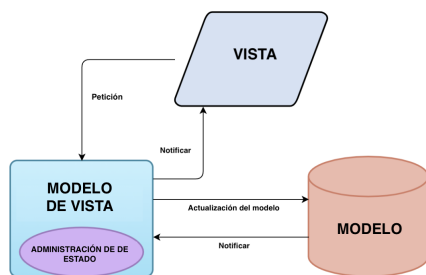 VISTA
Petición
Notificar
MODELO
DE VISTA
Actualización del modelo
MODELO
Notificar
ADMINISTRACIÓN DE DE
ESTADO